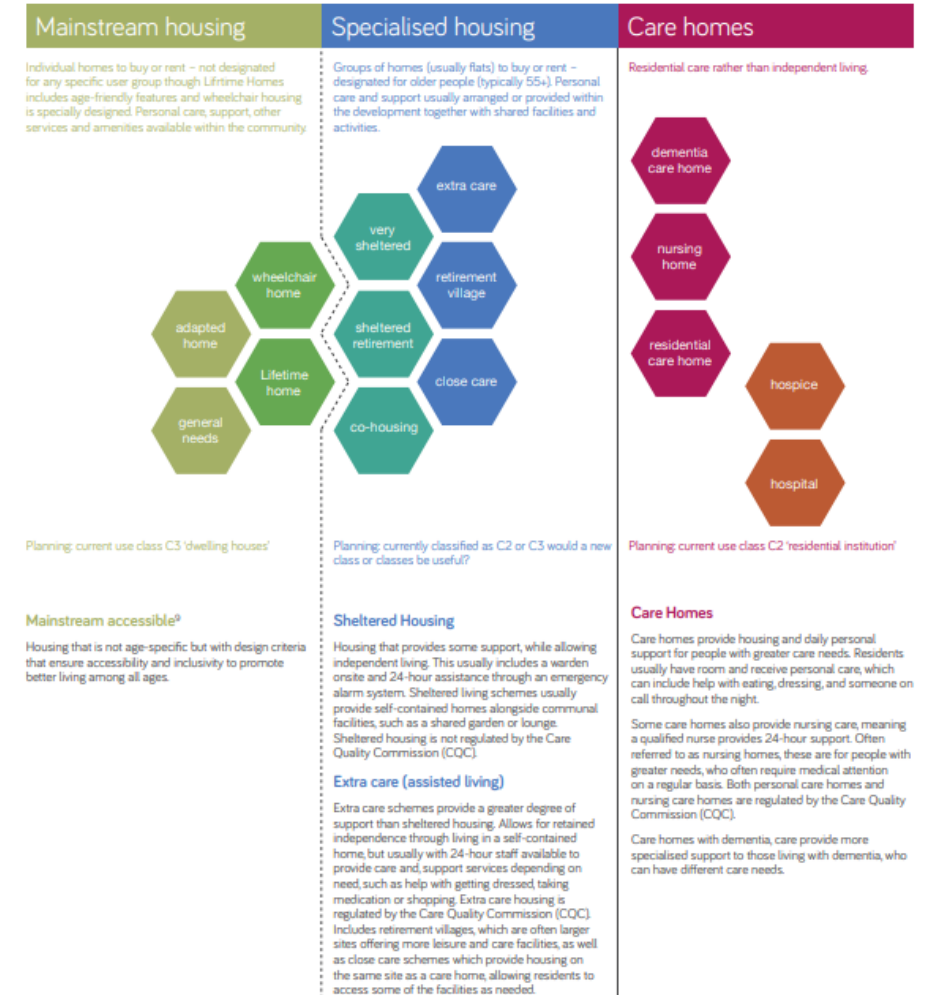 Mainstream housing
Individual homes to buy or rent – not designated
for any specific user group though Lifrtime Homes
includes age-friendly features and wheelchair housing
is specially designed. Personal care, support, other
services and amenities available within the community.
adapted
home
general
needs
wheelchair
home
Lifetime
home
Planning: current use class C3 'dwelling houses'
Mainstream accessible⁹
Housing that is not age-specific but with design criteria
that ensure accessibility and inclusivity to promote
better living among all ages.
Specialised housing
Groups of homes (usually flats) to buy or rent –
designated for older people (typically 55+). Personal
care and support usually arranged or provided within
the development together with shared facilities and
activities.
very
sheltered
sheltered
retirement
co-housing
extra care
retirement
village
close care
Planning: currently classified as C2 or C3 would a new
class or classes be useful?
Sheltered Housing
Housing that provides some support, while allowing
independent living. This usually includes a warden
onsite and 24-hour assistance through an emergency
alarm system. Sheltered living schemes usually
provide self-contained homes alongside communal
facilities, such as a shared garden or lounge.
Sheltered housing is not regulated by the Care
Quality Commission (CQC).
Extra care (assisted living)
Extra care schemes provide a greater degree of
support than sheltered housing. Allows for retained
independence through living in a self-contained
home, but usually with 24-hour staff available to
provide care and, support services depending on
need, such as help with getting dressed, taking
medication or shopping. Extra care housing is
regulated by the Care Quality Commission (CQC).
Includes retirement villages, which are often larger
sites offering more leisure and care facilities, as well
as close care schemes which provide housing on
the same site as a care home, allowing residents to
access some of the facilities as needed.
Care homes
Residential care rather than independent living.
dementia
care home
nursing
home
residential
care home
hospice
hospital
Planning: current use class C2 'residential institution'
Care Homes
Care homes provide housing and daily personal
support for people with greater care needs. Residents
usually have room and receive personal care, which
can include help with eating, dressing, and someone on
call throughout the night.
Some care homes also provide nursing care, meaning
a qualified nurse provides 24-hour support. Often
referred to as nursing homes, these are for people with
greater needs, who often require medical attention
on a regular basis. Both personal care homes and
nursing care homes are regulated by the Care Quality
Commission (CQC).
Care homes with dementia, care provide more
specialised support to those living with dementia, who
can have different care needs.